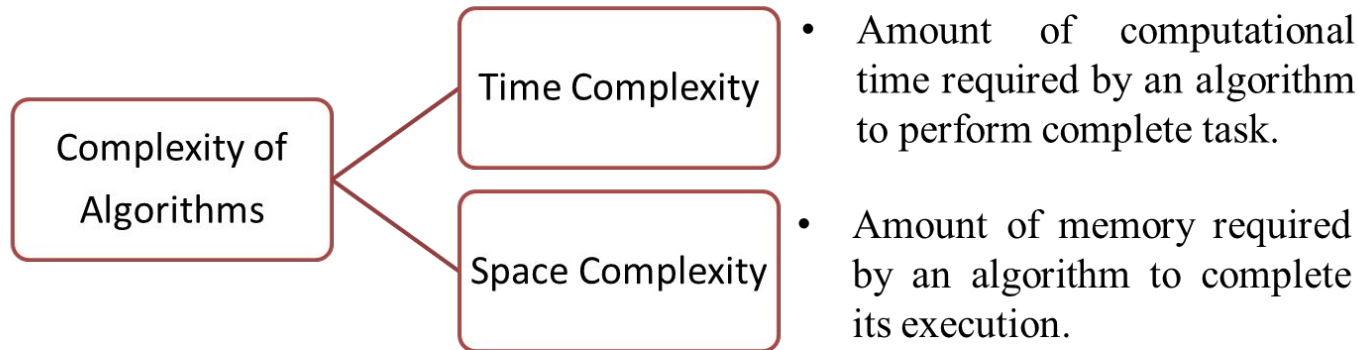 Complexity of
Algorithms
Time Complexity
• Amount of computational
time required by an algorithm
to perform complete task.
Space Complexity
• Amount of memory required
by an algorithm to complete
its execution.